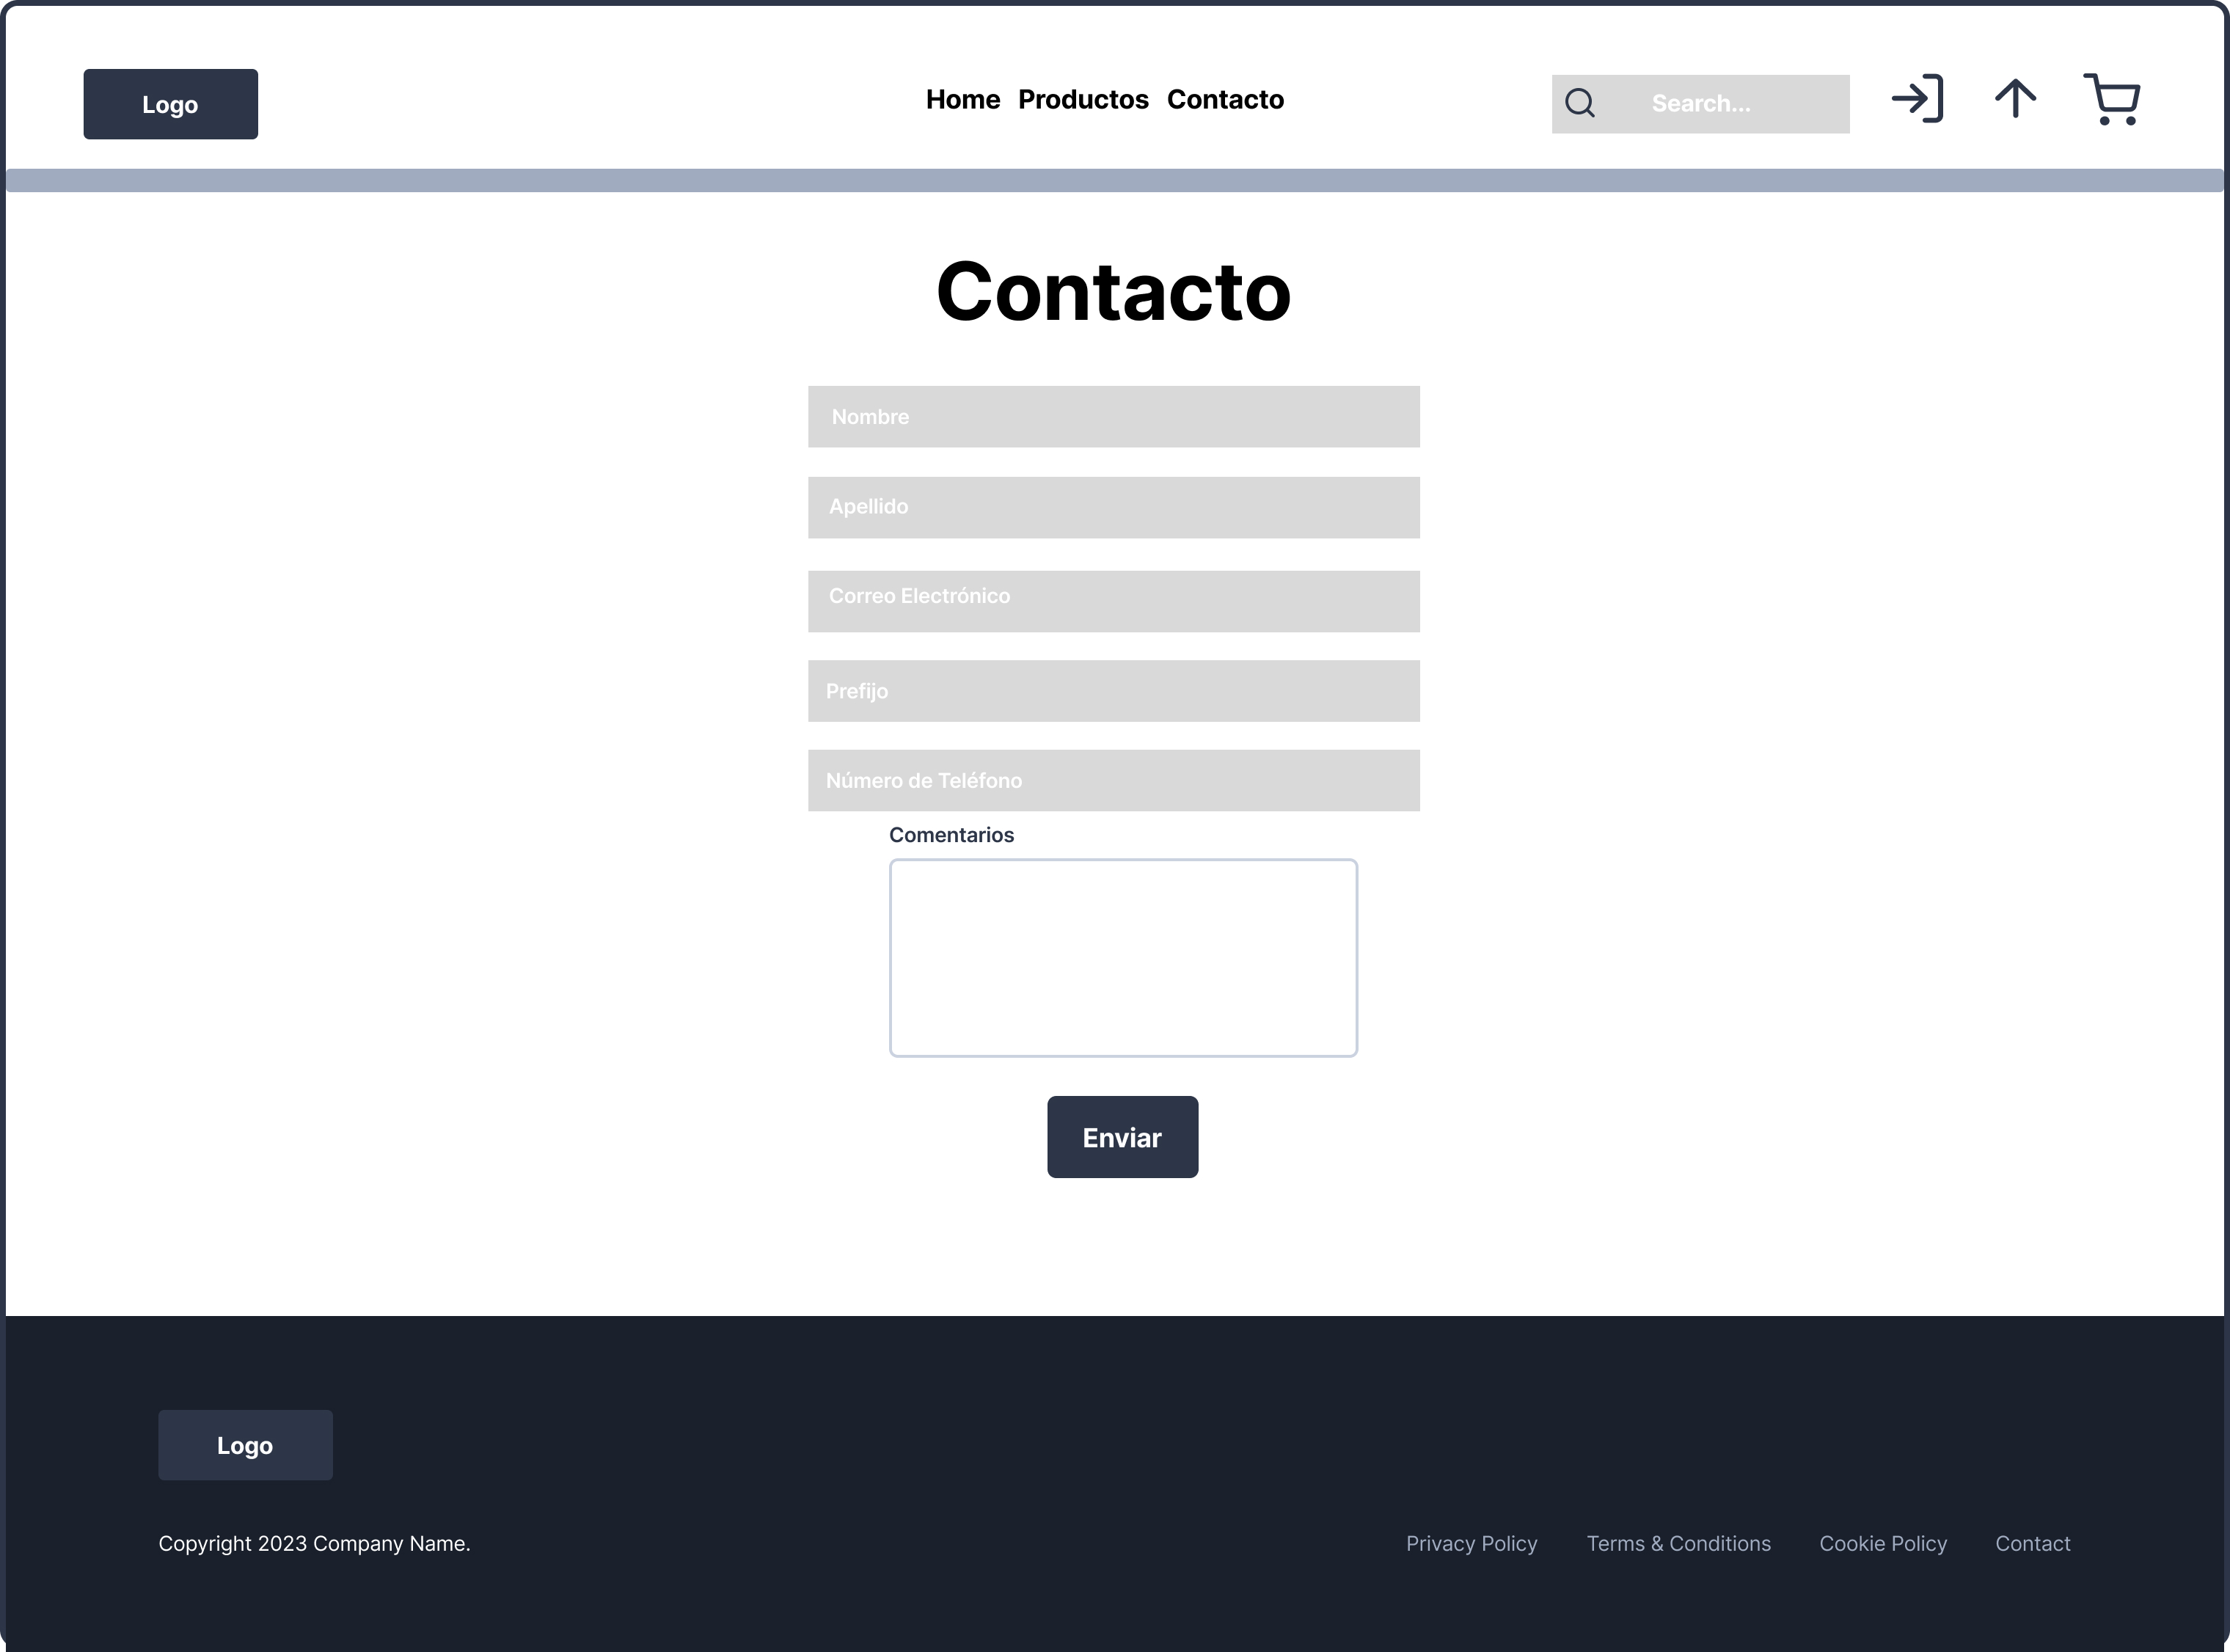 Logo
Home Productos Contacto
Search...
Contacto
Nombre
Apellido
Correo Electrónico
Prefijo
Número de Teléfono
Comentarios
Enviar
Logo
Copyright 2023 Company Name.
Privacy Policy Terms & Conditions Cookie Policy Contact